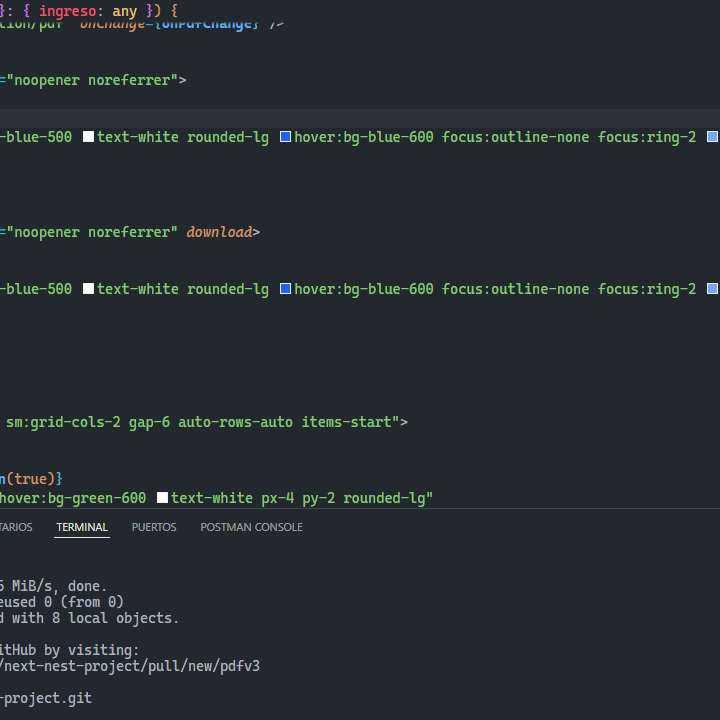 }: { ingreso: any }) {
tion/pdf" onChange={onPdfChange} />
="noopener noreferrer">
-blue-500 text-white rounded-lg hover:bg-blue-600 focus:outline-none focus:ring-2
="noopener noreferrer" download>
-blue-500 text-white rounded-lg hover:bg-blue-600 focus:outline-none focus:ring-2
sm:grid-cols-2 gap-6 auto-rows-auto items-start">
n(true)}
hover:bg-green-600 text-white px-4 py-2 rounded-lg"
TARIOS TERMINAL PUERTOS POSTMAN CONSOLE
6 MiB/s, done.
eused 0 (from 0)
d with 8 local objects.
itHub by visiting:
/next-nest-project/pull/new/pdfv3
-project.git